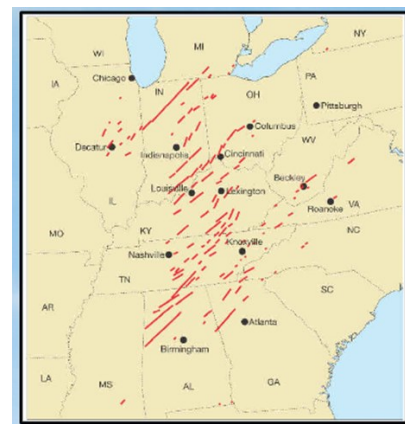 NY
WI
MI
Chicago
IA
PA
IN
OH
Pittsburgh
Columbus
Decatur
Indianapolis
WV
Cincinnati
Beckley
Louisville
Lexington
IL
Roanoke
VA
MO
KY
NC
Knoxville
Nashville
TN
SC
AR
Atlanta
Birmingham
LA
MS
AL
GA